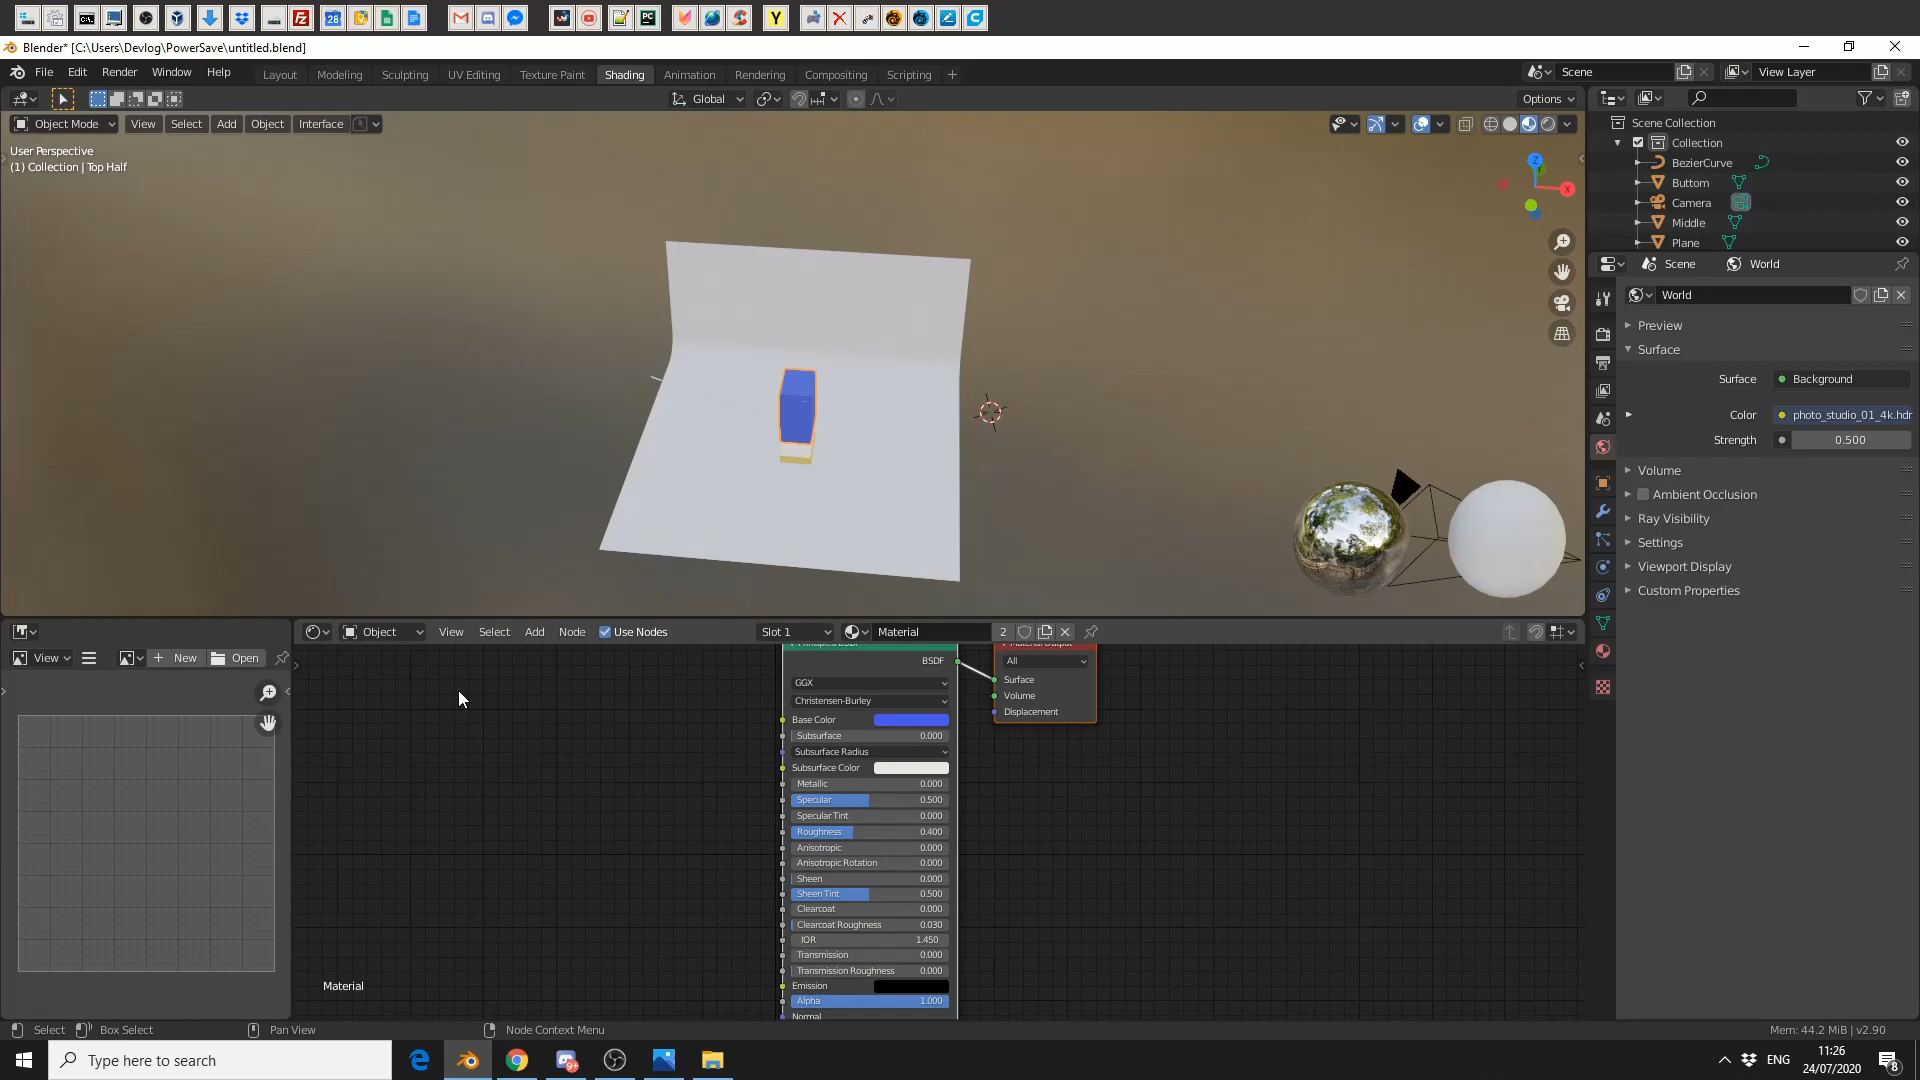 28
Y
Blender* [C:\Users\Devlog\PowerSave\untitled.blend]
File Edit Render Window Help
Layout Modeling Sculpting UV Editing Texture Paint Shading Animation Rendering Compositing Scripting +
Scene
View Layer
Global
Options
Object Mode View Select Add Object Interface
User Perspective
(1) Collection | Top Half
Z
X
Scene Collection
Collection
BezierCurve
Buttom
Camera
Middle
Plane
Scene World
World
Preview
Surface
Surface Background
Color photo_studio_01_4k.hdr
Strength 0.500
Volume
Ambient Occlusion
Ray Visibility
Settings
Viewport Display
Custom Properties
Object View Select Add Node Use Nodes Slot 1 Material 2
View New Open
Principled BSDF
BSDF
GGX
Christensen-Burley
Base Color
Subsurface 0.000
Subsurface Radius
Subsurface Color
Metallic 0.000
Specular 0.500
Specular Tint 0.000
Roughness 0.400
Anisotropic 0.000
Anisotropic Rotation 0.000
Sheen 0.000
Sheen Tint 0.500
Clearcoat 0.000
Clearcoat Roughness 0.030
IOR 1.450
Transmission 0.000
Transmission Roughness 0.000
Emission
Alpha 1.000
Normal
Material Output
All
Surface
Volume
Displacement
Material
Select Box Select Pan View Node Context Menu
Mem: 44.2 MiB | v2.90
Type here to search
ENG
11:26
24/07/2020
8